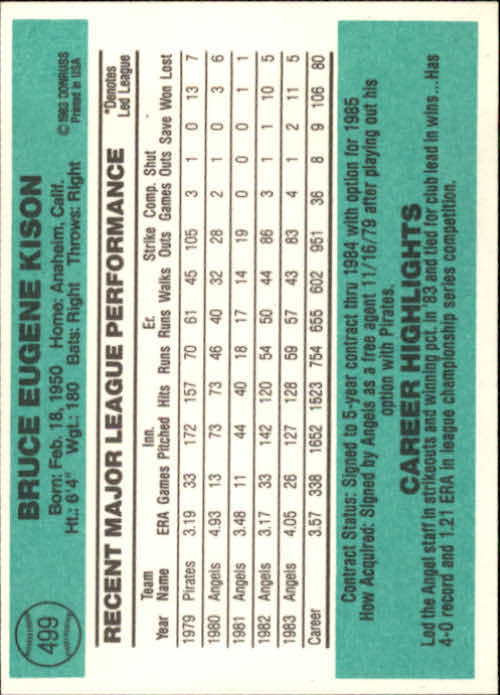 499
BRUCE EUGENE KISON
© 1983 DONRUSS
Printed in USA
Born: Feb. 18, 1950 Home: Anaheim, Calif.
Ht.: 6'4" Wgt.: 180 Bats: Right Throws: Right
RECENT MAJOR LEAGUE PERFORMANCE
*Denotes
Led League
Team Inn. Er. Strike Comp. Shut
Year Name ERA Games Pitched Hits Runs Runs Walks Outs Games Outs Save Won Lost
1979 Pirates 3.19 33 172 157 70 61 45 105 3 1 0 13 7
1980 Angels 4.93 13 73 73 46 40 32 28 2 1 0 3 6
1981 Angels 3.48 11 44 40 18 17 14 19 0 0 0 1 1
1982 Angels 3.17 33 142 120 54 50 44 86 3 1 1 10 5
1983 Angels 4.05 26 127 128 59 57 43 83 4 1 2 11 5
Career 3.57 338 1652 1523 754 655 602 951 36 8 9 106 80
Contract Status: Signed to 5-year contract thru 1984 with option for 1985
How Acquired: Signed by Angels as a free agent 11/16/79 after playing out his
option with Pirates.
CAREER HIGHLIGHTS
Led the Angel staff in strikeouts and winning pct. in '83 and tied for club lead in wins...Has
4-0 record and 1.21 ERA in league championship series competition.